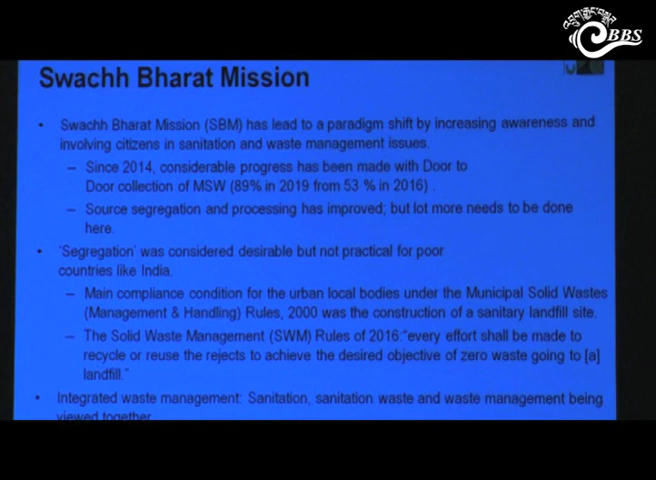 BBS
Swachh Bharat Mission
• Swachh Bharat Mission (SBM) has lead to a paradigm shift by increasing awareness and
involving citizens in sanitation and waste management issues.
– Since 2014, considerable progress has been made with Door to
Door collection of MSW (89% in 2019 from 53 % in 2016) .
– Source segregation and processing has improved; but lot more needs to be done
here.
• 'Segregation' was considered desirable but not practical for poor
countries like India.
– Main compliance condition for the urban local bodies under the Municipal Solid Wastes
(Management & Handling) Rules, 2000 was the construction of a sanitary landfill site.
– The Solid Waste Management (SWM) Rules of 2016:"every effort shall be made to
recycle or reuse the rejects to achieve the desired objective of zero waste going to [a]
landfill."
• Integrated waste management: Sanitation, sanitation waste and waste management being
viewed together